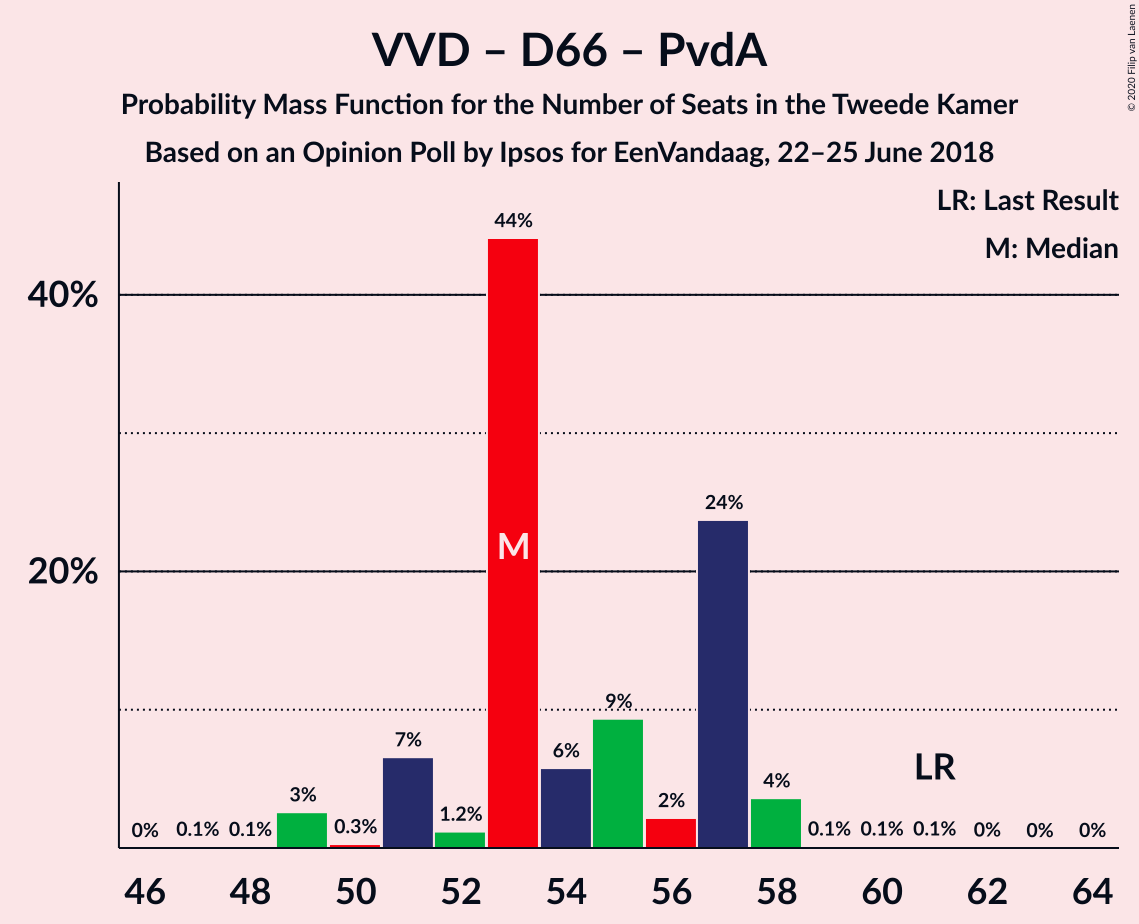 VVD – D66 – PvdA
Probability Mass Function for the Number of Seats in the Tweede Kamer
Based on an Opinion Poll by Ipsos for EenVandaag, 22–25 June 2018
© 2020 Filip van Laenen
LR: Last Result
M: Median
40%
20%
0% 0.1% 0.1% 3% 0.3% 7% 1.2% 44% 6% 9% 2% 24% 4% 0.1% 0.1% 0.1% 0% 0% 0%
M
LR
46 48 50 52 54 56 58 60 62 64